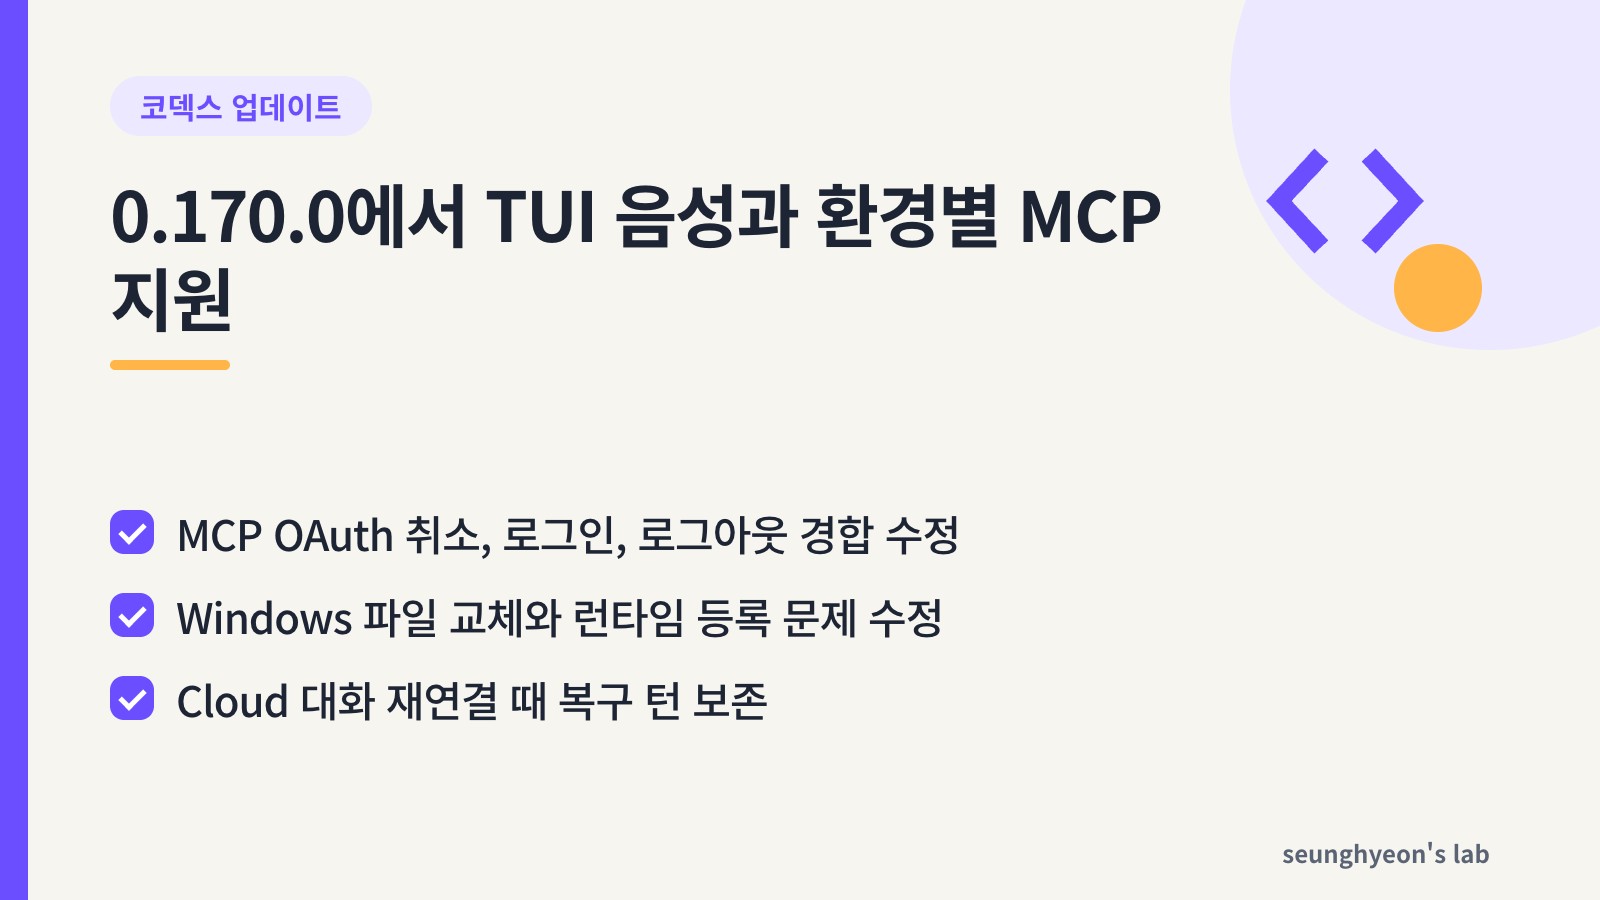 코덱스 업데이트
0.170.0에서 TUI 음성과 환경별 MCP
지원
MCP OAuth 취소, 로그인, 로그아웃 경합 수정
Windows 파일 교체와 런타임 등록 문제 수정
Cloud 대화 재연결 때 복구 턴 보존
seunghyeon's lab